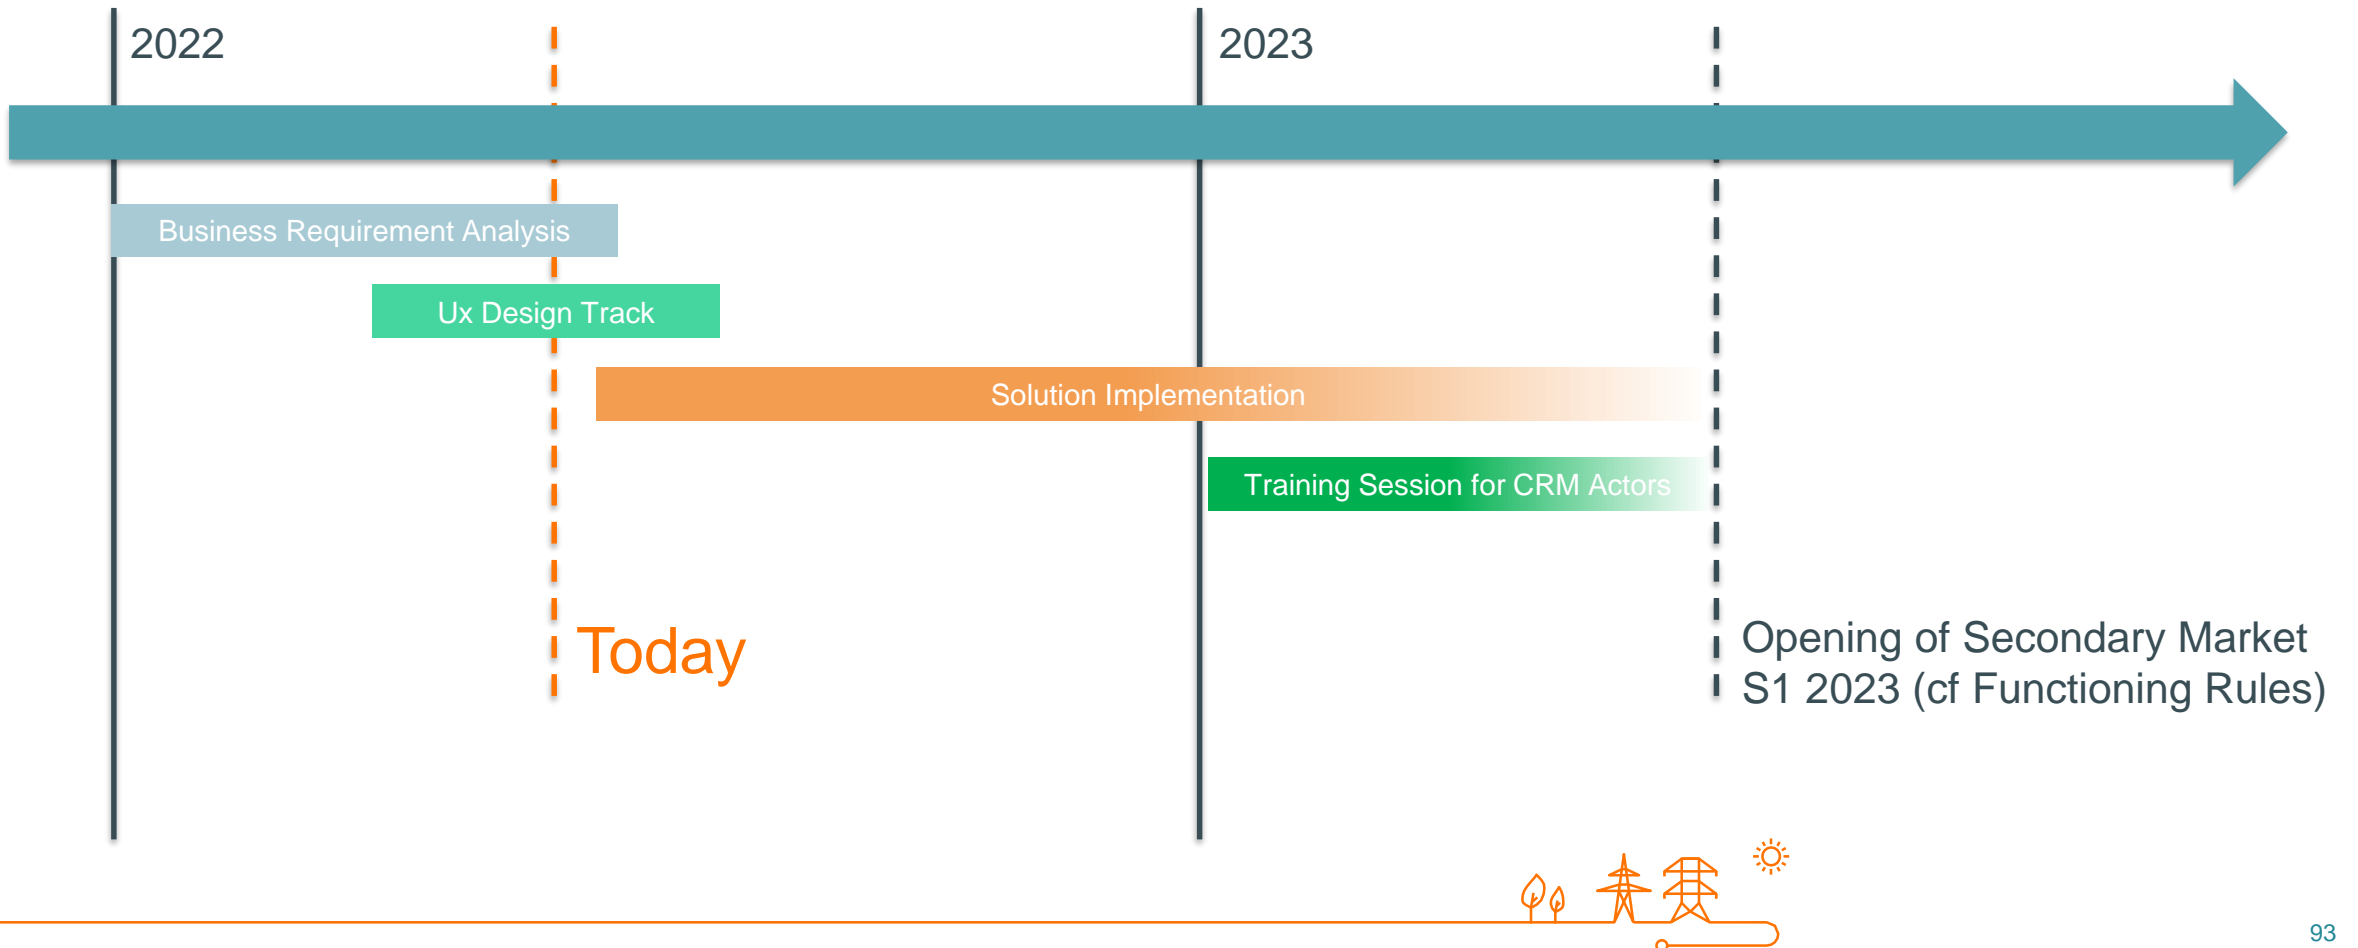 2022
2023
Business Requirement Analysis
Ux Design Track
Solution Implementation
Training Session for CRM Actors
Today
Opening of Secondary Market
S1 2023 (cf Functioning Rules)
93